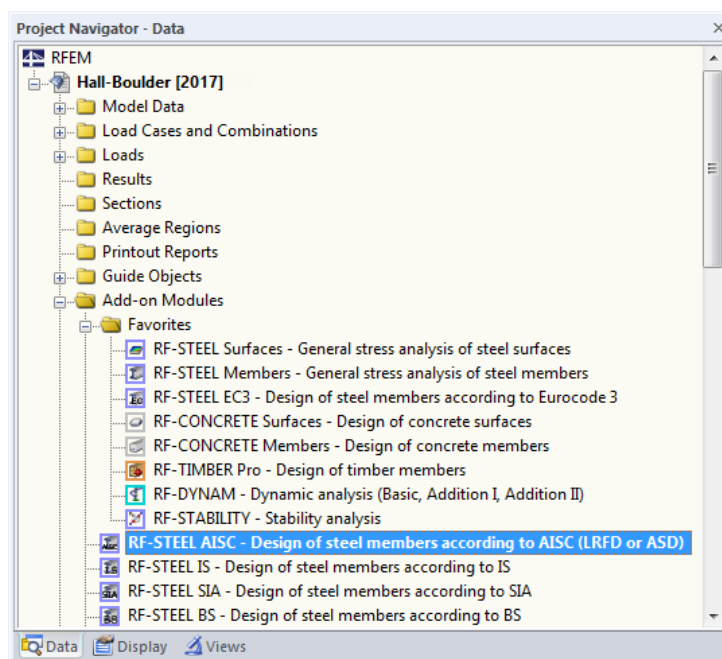 Project Navigator - Data
RFEM
Hall-Boulder [2017]
Model Data
Load Cases and Combinations
Loads
Results
Sections
Average Regions
Printout Reports
Guide Objects
Add-on Modules
Favorites
RF-STEEL Surfaces - General stress analysis of steel surfaces
RF-STEEL Members - General stress analysis of steel members
RF-STEEL EC3 - Design of steel members according to Eurocode 3
RF-CONCRETE Surfaces - Design of concrete surfaces
RF-CONCRETE Members - Design of concrete members
RF-TIMBER Pro - Design of timber members
RF-DYNAM - Dynamic analysis (Basic, Addition I, Addition II)
RF-STABILITY - Stability analysis
RF-STEEL AISC - Design of steel members according to AISC (LRFD or ASD)
RF-STEEL IS - Design of steel members according to IS
RF-STEEL SIA - Design of steel members according to SIA
RF-STEEL BS - Design of steel members according to BS
Data Display Views